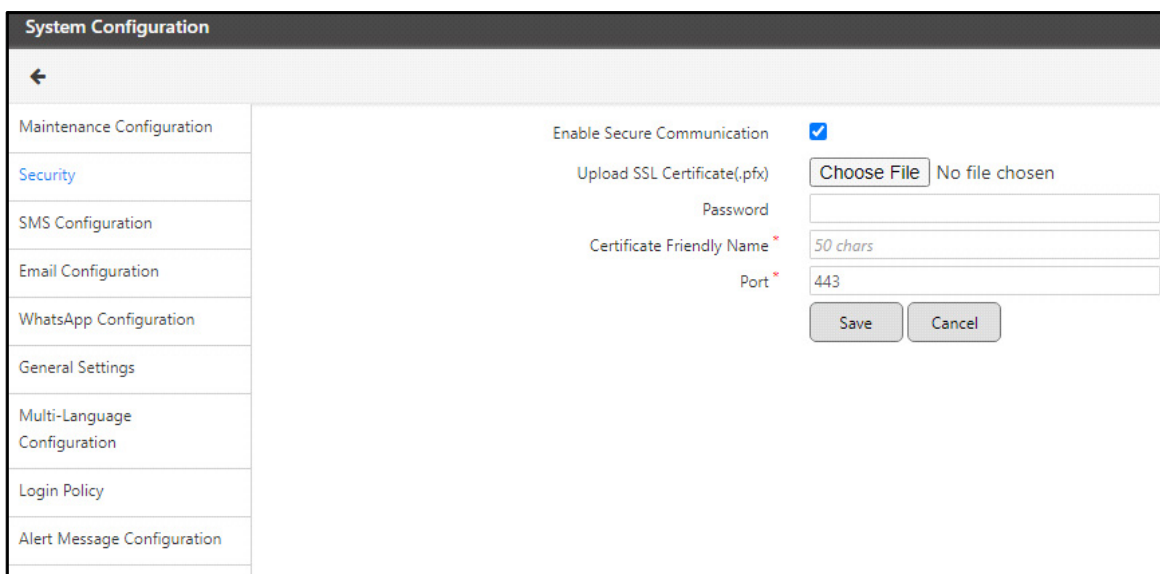 System Configuration
Maintenance Configuration
Security
SMS Configuration
Email Configuration
WhatsApp Configuration
General Settings
Multi-Language
Configuration
Login Policy
Alert Message Configuration
Enable Secure Communication
Upload SSL Certificate(.pfx) Choose File No file chosen
Password
Certificate Friendly Name * 50 chars
Port * 443
Save Cancel